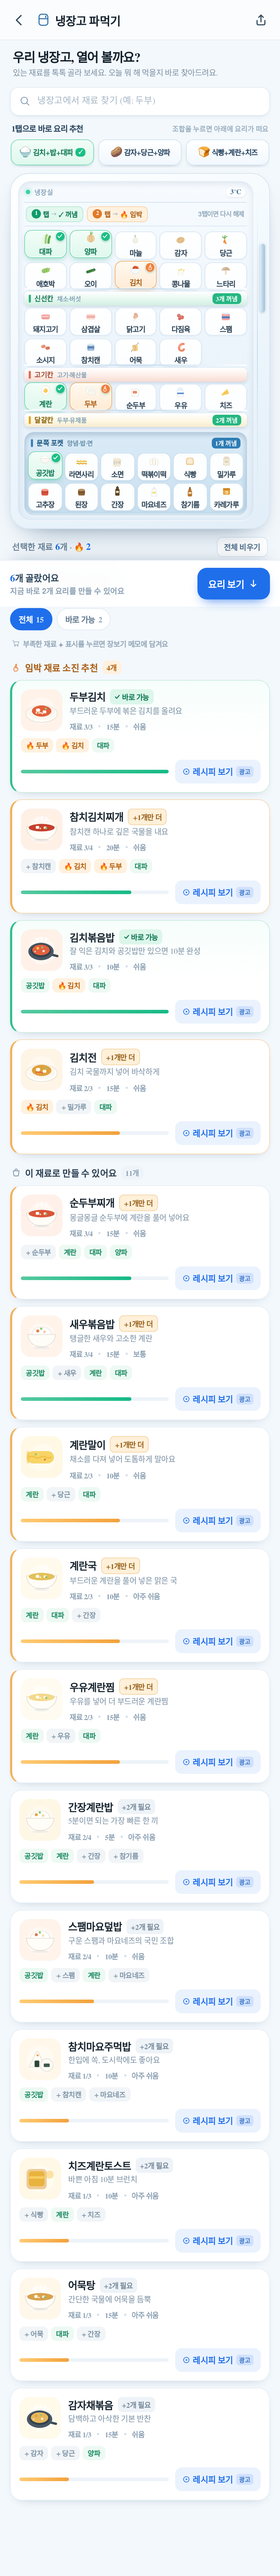 냉장고 파먹기
우리 냉장고, 열어 볼까요?
있는 재료를 톡톡 골라 보세요. 오늘 뭐 해 먹을지 바로 찾아드려요.
냉장고에서 재료 찾기 (예: 두부)
1탭으로 바로 요리 추천 조합을 누르면 아래에 요리가 떠요
김치+밥+대파 감자+당근+양파 식빵+계란+치즈
냉장실 3°C
1 탭 → ✓ 꺼냄 2 탭 → 🔥 임박 3탭이면 다시 해제
대파 양파 마늘 감자 당근
애호박 오이 김치 콩나물 느타리
신선칸 채소·버섯 3개 꺼냄
돼지고기 삼겹살 닭고기 다짐육 스팸
소시지 참치캔 어묵 새우
고기칸 고기·해산물
계란 두부 순두부 우유 치즈
달걀칸 두부·유제품 2개 꺼냄
문쪽 포켓 양념·밥·면 1개 꺼냄
공깃밥 라면사리 소면 떡볶이떡 식빵 밀가루
고추장 된장 간장 마요네즈 참기름 카레가루
선택한 재료 6개 · 🔥 2 전체 비우기
6개 골랐어요
지금 바로 2개 요리를 만들 수 있어요
요리 보기 ↓
전체 15 바로 가능 2
부족한 재료 + 표시를 누르면 장보기 메모에 담겨요
임박 재료 소진 추천 4개
두부김치 ✓ 바로 가능
부드러운 두부에 볶은 김치를 올려요
재료 3/3 · 15분 · 쉬움
🔥 두부 🔥 김치 대파
레시피 보기 광고
참치김치찌개 +1개만 더
참치캔 하나로 깊은 국물을 내요
재료 3/4 · 20분 · 쉬움
+ 참치캔 🔥 김치 🔥 두부 대파
레시피 보기 광고
김치볶음밥 ✓ 바로 가능
잘 익은 김치와 공깃밥만 있으면 10분 완성
재료 3/3 · 10분 · 쉬움
공깃밥 🔥 김치 대파
레시피 보기 광고
김치전 +1개만 더
김치 국물까지 넣어 바삭하게
재료 2/3 · 15분 · 쉬움
🔥 김치 + 밀가루 대파
레시피 보기 광고
이 재료로 만들 수 있어요 11개
순두부찌개 +1개만 더
몽글몽글 순두부에 계란을 풀어 넣어요
재료 3/4 · 15분 · 쉬움
+ 순두부 계란 대파 양파
레시피 보기 광고
새우볶음밥 +1개만 더
탱글한 새우와 고소한 계란
재료 3/4 · 15분 · 보통
공깃밥 + 새우 계란 대파
레시피 보기 광고
계란말이 +1개만 더
채소를 다져 넣어 도톰하게 말아요
재료 2/3 · 10분 · 쉬움
계란 + 당근 대파
레시피 보기 광고
계란국 +1개만 더
부드러운 계란을 풀어 넣은 맑은 국
재료 2/3 · 10분 · 아주 쉬움
계란 대파 + 간장
레시피 보기 광고
우유계란찜 +1개만 더
우유를 넣어 더 부드러운 계란찜
재료 2/3 · 15분 · 쉬움
계란 + 우유 대파
레시피 보기 광고
간장계란밥 +2개 필요
5분이면 되는 가장 빠른 한 끼
재료 2/4 · 5분 · 아주 쉬움
공깃밥 계란 + 간장 + 참기름
레시피 보기 광고
스팸마요덮밥 +2개 필요
구운 스팸과 마요네즈의 국민 조합
재료 2/4 · 10분 · 쉬움
공깃밥 + 스팸 계란 + 마요네즈
레시피 보기 광고
참치마요주먹밥 +2개 필요
한입에 쏙, 도시락에도 좋아요
재료 1/3 · 10분 · 아주 쉬움
공깃밥 + 참치캔 + 마요네즈
레시피 보기 광고
치즈계란토스트 +2개 필요
바쁜 아침 10분 브런치
재료 1/3 · 10분 · 아주 쉬움
+ 식빵 계란 + 치즈
레시피 보기 광고
어묵탕 +2개 필요
간단한 국물에 어묵을 듬뿍
재료 1/3 · 15분 · 아주 쉬움
+ 어묵 대파 + 간장
레시피 보기 광고
감자채볶음 +2개 필요
담백하고 아삭한 기본 반찬
재료 1/3 · 15분 · 쉬움
+ 감자 + 당근 양파
레시피 보기 광고